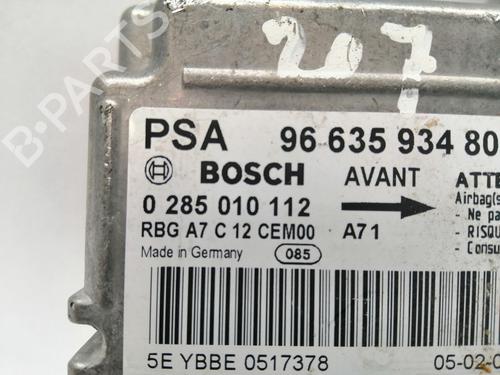 207
PSA 96 635 934 80
BOSCH AVANT
0 285 010 112
RBG A7 C 12 CEM00 A71
Made in Germany 085
Airbag(s
- Ne pa
- RISQU
- Consu
5E YBBE 0517378 05-02-0
B-PARTS